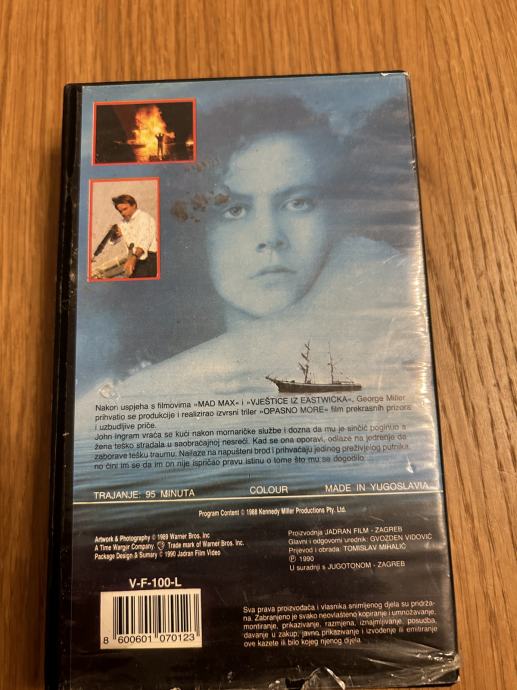 Nakon uspjeha s filmovima »MAD MAX« i »VJEŠTICE IZ EASTWICKA«, George Miller
prihvatio se produkcije i realizirao izvrsni triler »OPASNO MORE« film prekrasnih prizora
i uzbudljive priče.
John Ingram vraća se kući nakon mornaričke službe i dozna da mu je sinčić poginuo a
žena teško stradala u saobraćajnoj nesreći. Kad se ona oporavi, odlaze na jedrenje da
zaborave tešku traumu. Nailaze na napušteni brod i prihvaćaju jedinog preživjelog putnika,
no čini im se da im on nije ispričao pravu istinu o tome što mu se dogodilo...
TRAJANJE: 95 MINUTA COLOUR MADE IN YUGOSLAVIA
Program Content © 1988 Kennedy Miller Productions Pty. Ltd.
Artwork & Photography © 1989 Warner Bros. Inc
A Time Warger Company. Trade mark of Warner Bros. Inc.
Package Design & Sumary © 1990 Jadran Film Video
Proizvodnja JADRAN FILM - ZAGREB
Glavni i odgovorni urednik: GVOZDEN VIDOVIĆ
Prijevod i obrada: TOMISLAV MIHALIĆ
℗ 1990
U suradnji s JUGOTONOM - ZAGREB
V-F-100-L
8 600601 070123
Sva prava proizvođača i vlasnika snimljenog djela su pridrža-
na. Zabranjeno je svako neovlašteno kopiranje i umnožavanje,
montiranje, prikazivanje, razmjena, iznajmljivanje, posudba,
davanje u zakup, javno prikazivanje i izvođenje ili emitiranje
ove kazete ili bilo kojeg njenog dijela.